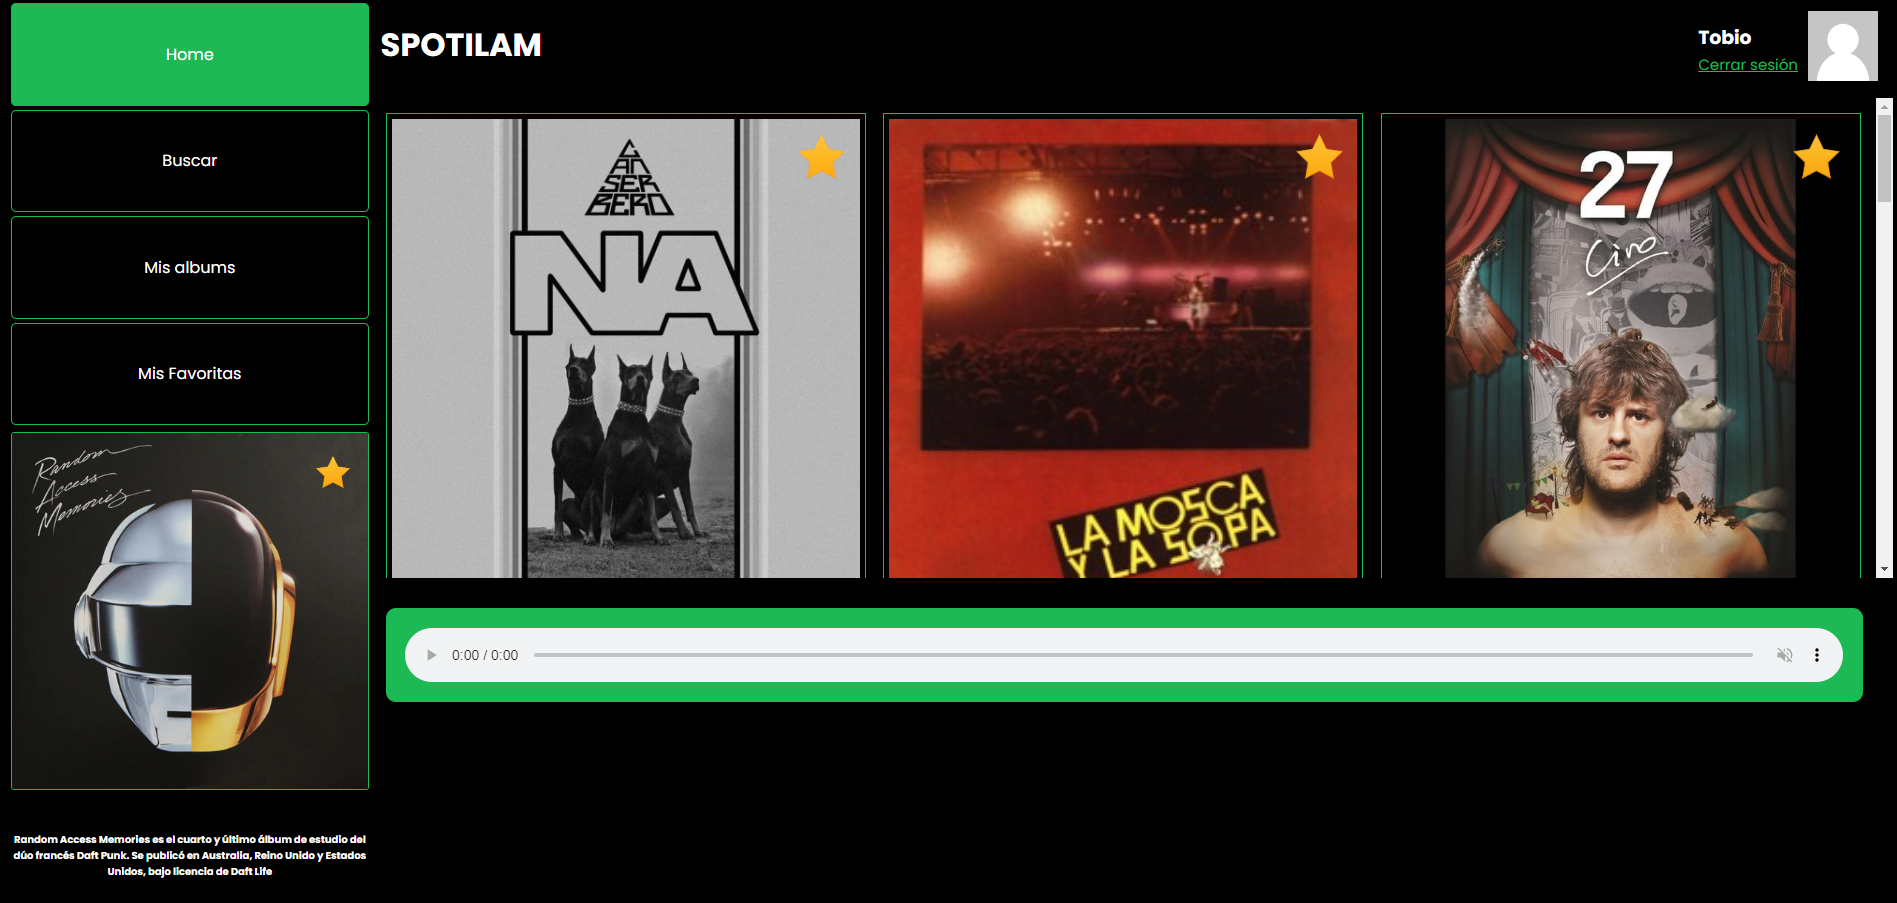 Home
Buscar
Mis albums
Mis Favoritas
Random
Access
Memories
Random Access Memories es el cuarto y último álbum de estudio del
dúo francés Daft Punk. Se publicó en Australia, Reino Unido y Estados
Unidos, bajo licencia de Daft Life
SPOTILAM
Tobio
Cerrar sesión
CAN
SER
BERO
NA
LA MOSCA
Y LA SOPA
27
Ciro
0:00 / 0:00